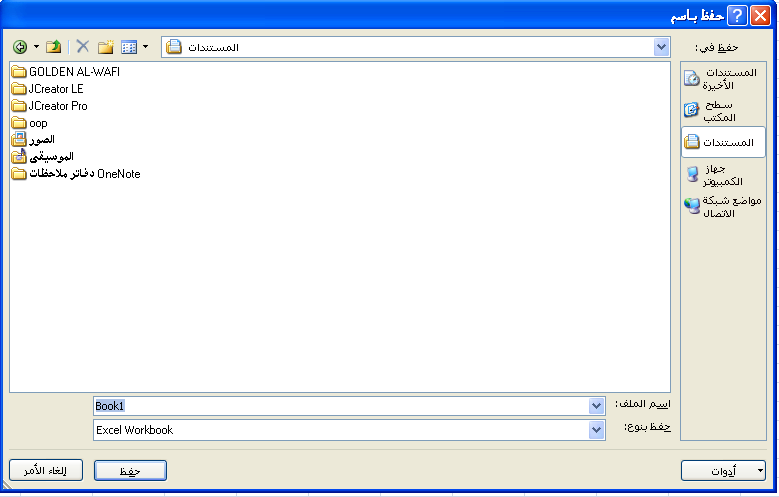 حفظ باسم
حفظ في:
المستندات
GOLDEN AL-WAFI
JCreator LE
JCreator Pro
oop
الصور
الموسيقى
دفاتر ملاحظات OneNote
المستندات
الأخيرة
سطح
المكتب
المستندات
جهاز
الكمبيوتر
مواضع شبكة
الاتصال
اسم الملف:
Book1
حفظ بنوع:
Excel Workbook
أدوات
حفظ
إلغاء الأمر